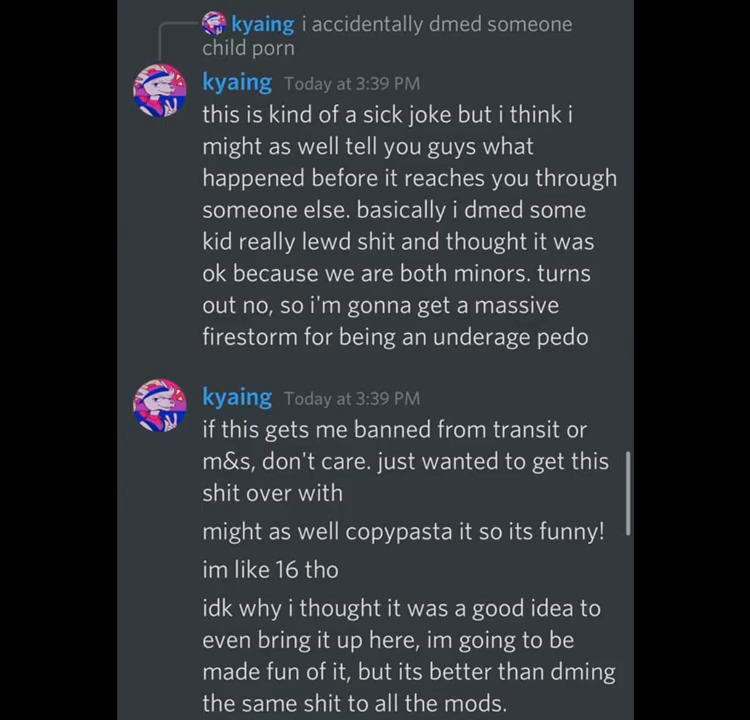 kyaing i accidentally dmed someone
child porn
kyaing Today at 3:39 PM
this is kind of a sick joke but i think i
might as well tell you guys what
happened before it reaches you through
someone else. basically i dmed some
kid really lewd shit and thought it was
ok because we are both minors. turns
out no, so i'm gonna get a massive
firestorm for being an underage pedo
kyaing Today at 3:39 PM
if this gets me banned from transit or
m&s, don't care. just wanted to get this
shit over with
might as well copypasta it so its funny!
im like 16 tho
idk why i thought it was a good idea to
even bring it up here, im going to be
made fun of it, but its better than dming
the same shit to all the mods.